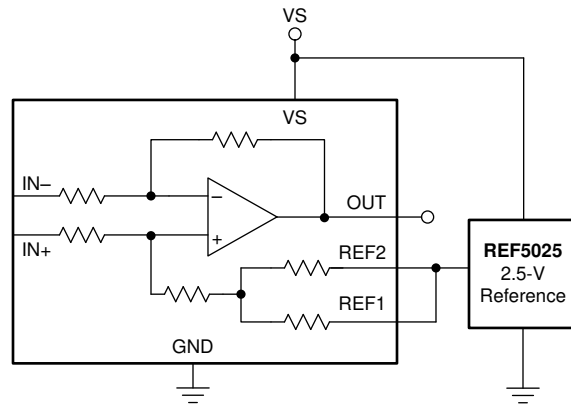 VS
VS
IN–
–
OUT
+
IN+
REF2
REF5025
2.5-V
Reference
REF1
GND